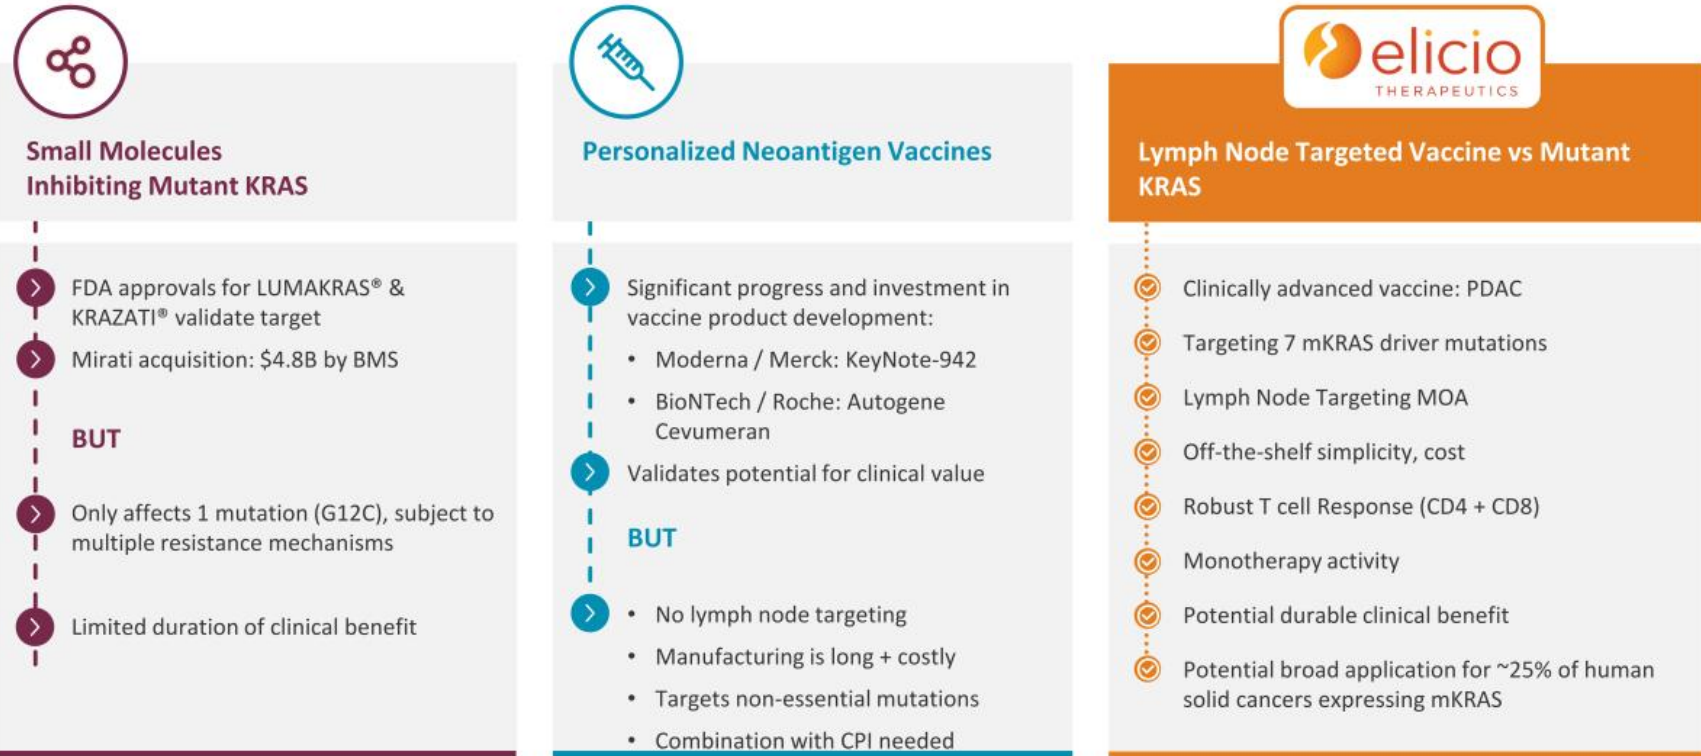 Small Molecules
Inhibiting Mutant KRAS
FDA approvals for LUMAKRAS® &
KRAZATI® validate target
Mirati acquisition: $4.8B by BMS
BUT
Only affects 1 mutation (G12C), subject to
multiple resistance mechanisms
Limited duration of clinical benefit
Personalized Neoantigen Vaccines
Significant progress and investment in
vaccine product development:
• Moderna / Merck: KeyNote-942
• BioNTech / Roche: Autogene
Cevumeran
Validates potential for clinical value
BUT
• No lymph node targeting
• Manufacturing is long + costly
• Targets non-essential mutations
• Combination with CPI needed
elicio
THERAPEUTICS
Lymph Node Targeted Vaccine vs Mutant
KRAS
Clinically advanced vaccine: PDAC
Targeting 7 mKRAS driver mutations
Lymph Node Targeting MOA
Off-the-shelf simplicity, cost
Robust T cell Response (CD4 + CD8)
Monotherapy activity
Potential durable clinical benefit
Potential broad application for ~25% of human
solid cancers expressing mKRAS